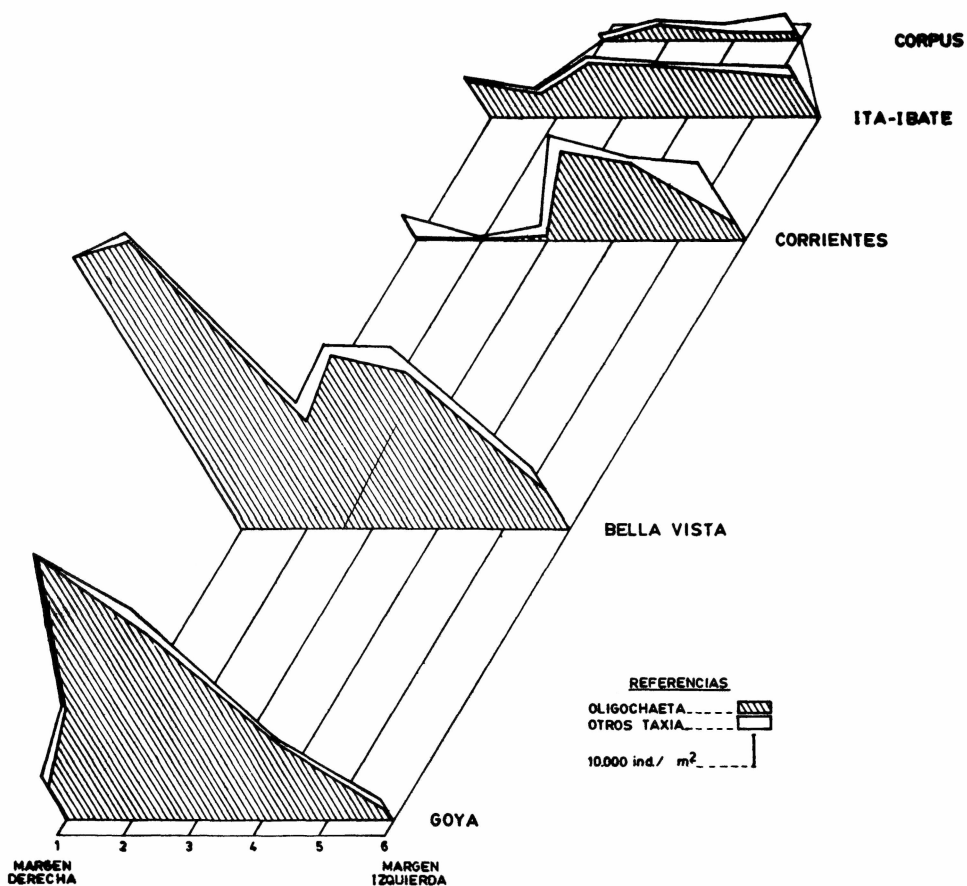 CORPUS
ITA-IBATE
CORRIENTES
BELLA VISTA
REFERENCIAS
OLIGOCHAETA
OTROS TAXIA
10.000 ind./ m²
GOYA
1 2 3 4 5 6
MARGEN DERECHA
MARGEN IZQUIERDA